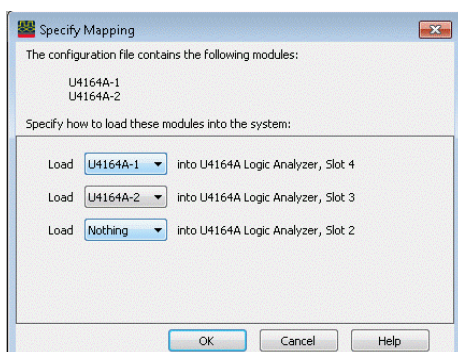 Specify Mapping
The configuration file contains the following modules:
U4164A-1
U4164A-2
Specify how to load these modules into the system:
Load U4164A-1 into U4164A Logic Analyzer, Slot 4
Load U4164A-2 into U4164A Logic Analyzer, Slot 3
Load Nothing into U4164A Logic Analyzer, Slot 2
OK Cancel Help